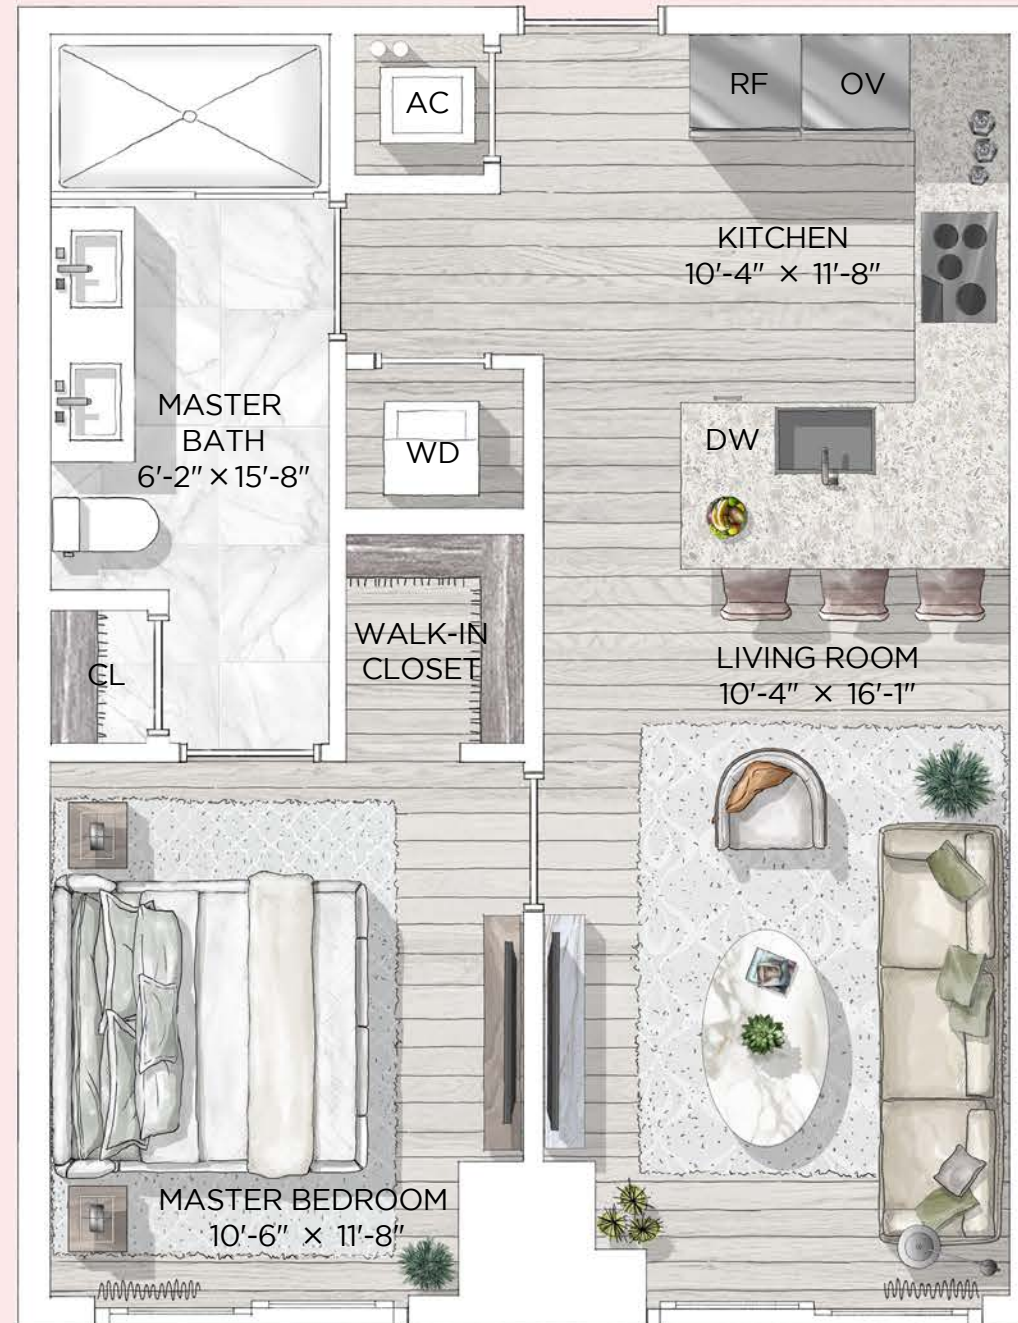 AC
RF
OV
KITCHEN
10'-4" × 11'-8"
MASTER
BATH
6'-2" × 15'-8"
WD
DW
WALK-IN
CLOSET
CL
LIVING ROOM
10'-4" × 16'-1"
MASTER BEDROOM
10'-6" × 11'-8"